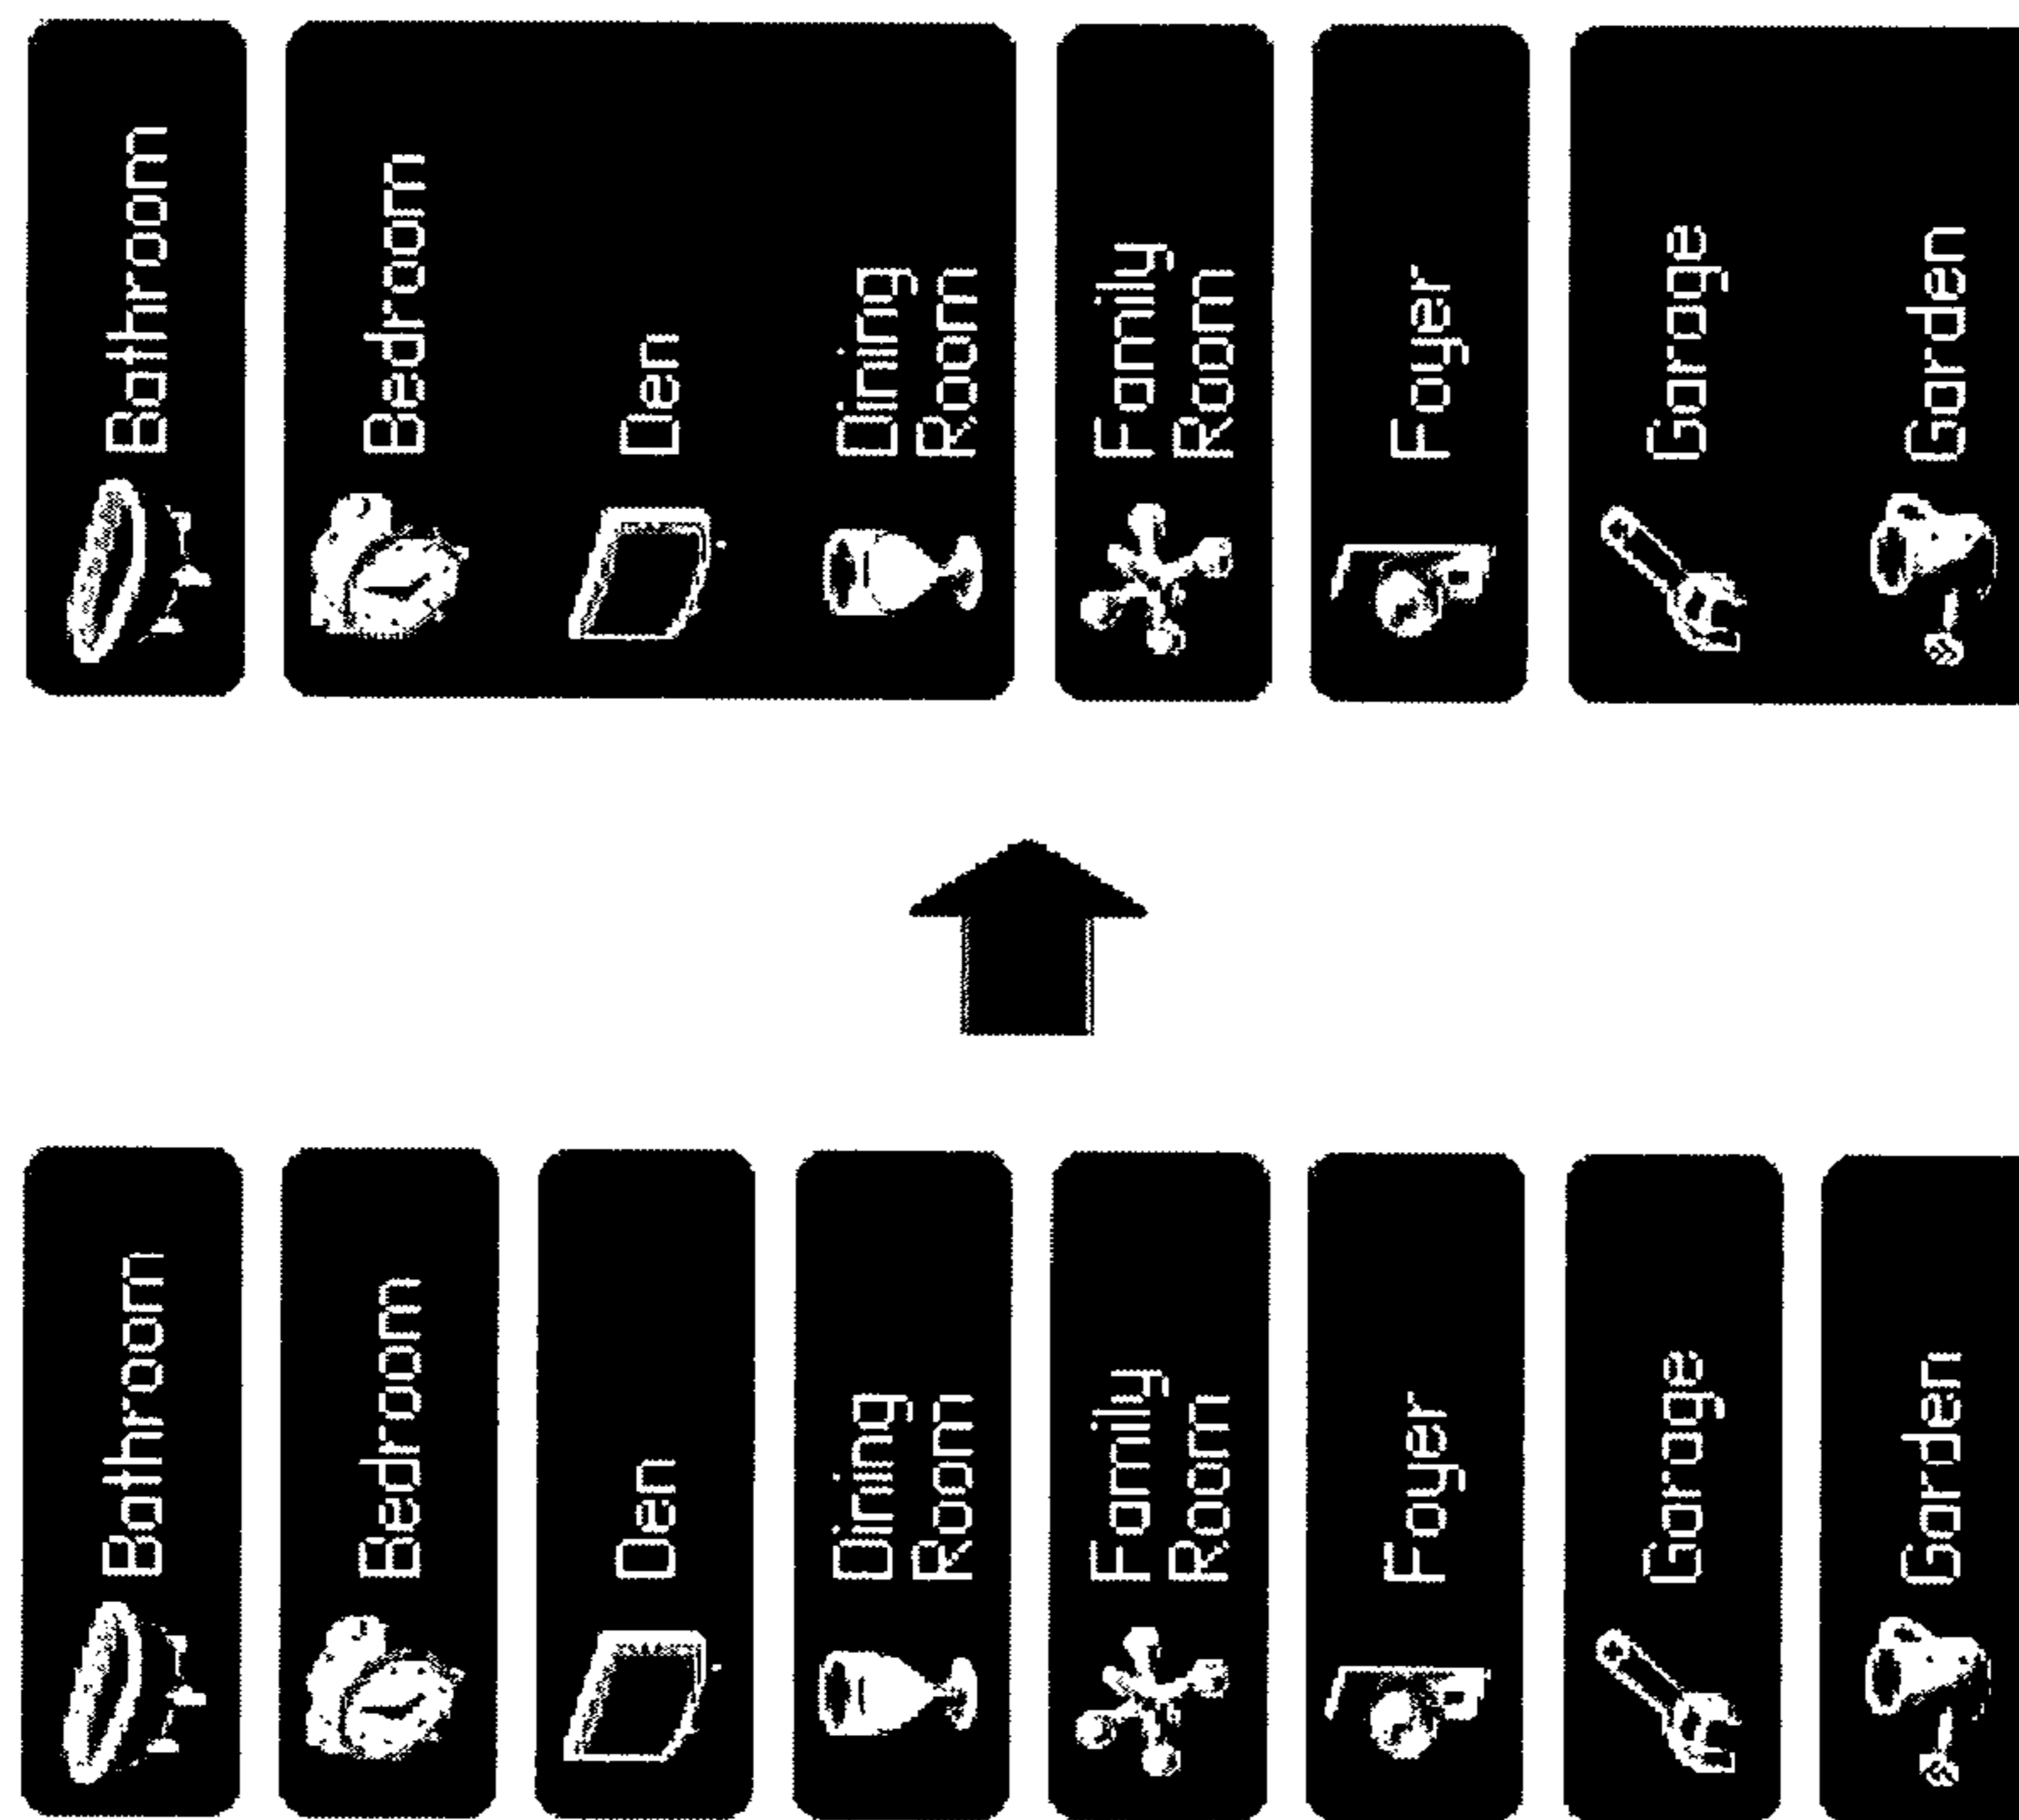 Bathroom
Bedroom
Den
Dining
Room
Family
Room
Foyer
Garage
Garden
Bathroom
Bedroom
Den
Dining
Room
Family
Room
Foyer
Garage
Garden